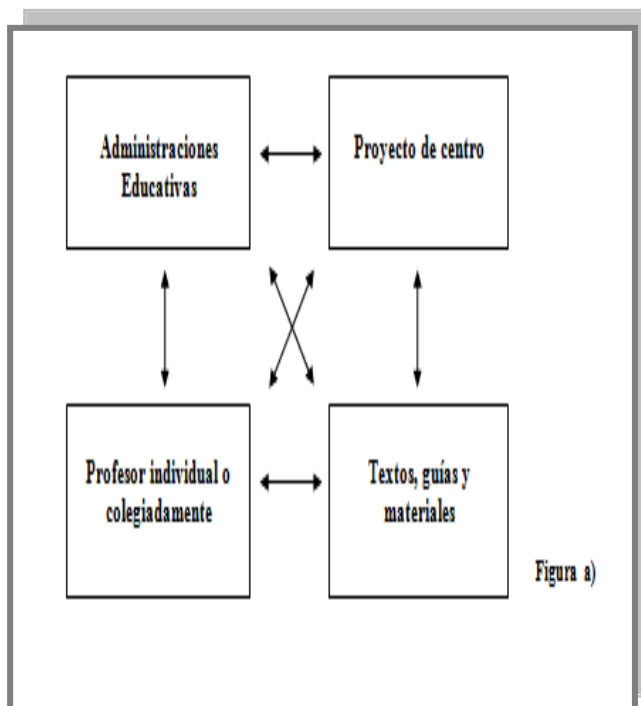 Administraciones
Educativas
Proyecto de centro
Profesor individual o
colegiadamente
Textos, guías y
materiales
Figura a)